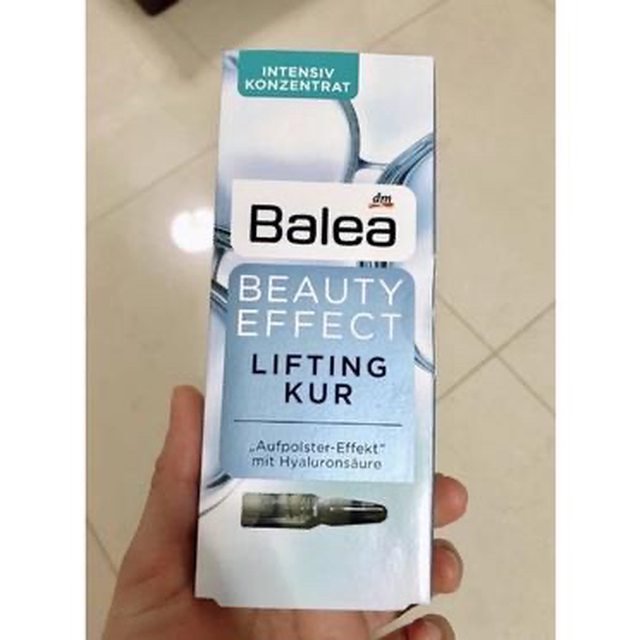 INTENSIV
KONZENTRAT
dm
Balea
BEAUTY
EFFECT
LIFTING
KUR
„Aufpolster-Effekt“
mit Hyaluronsäure